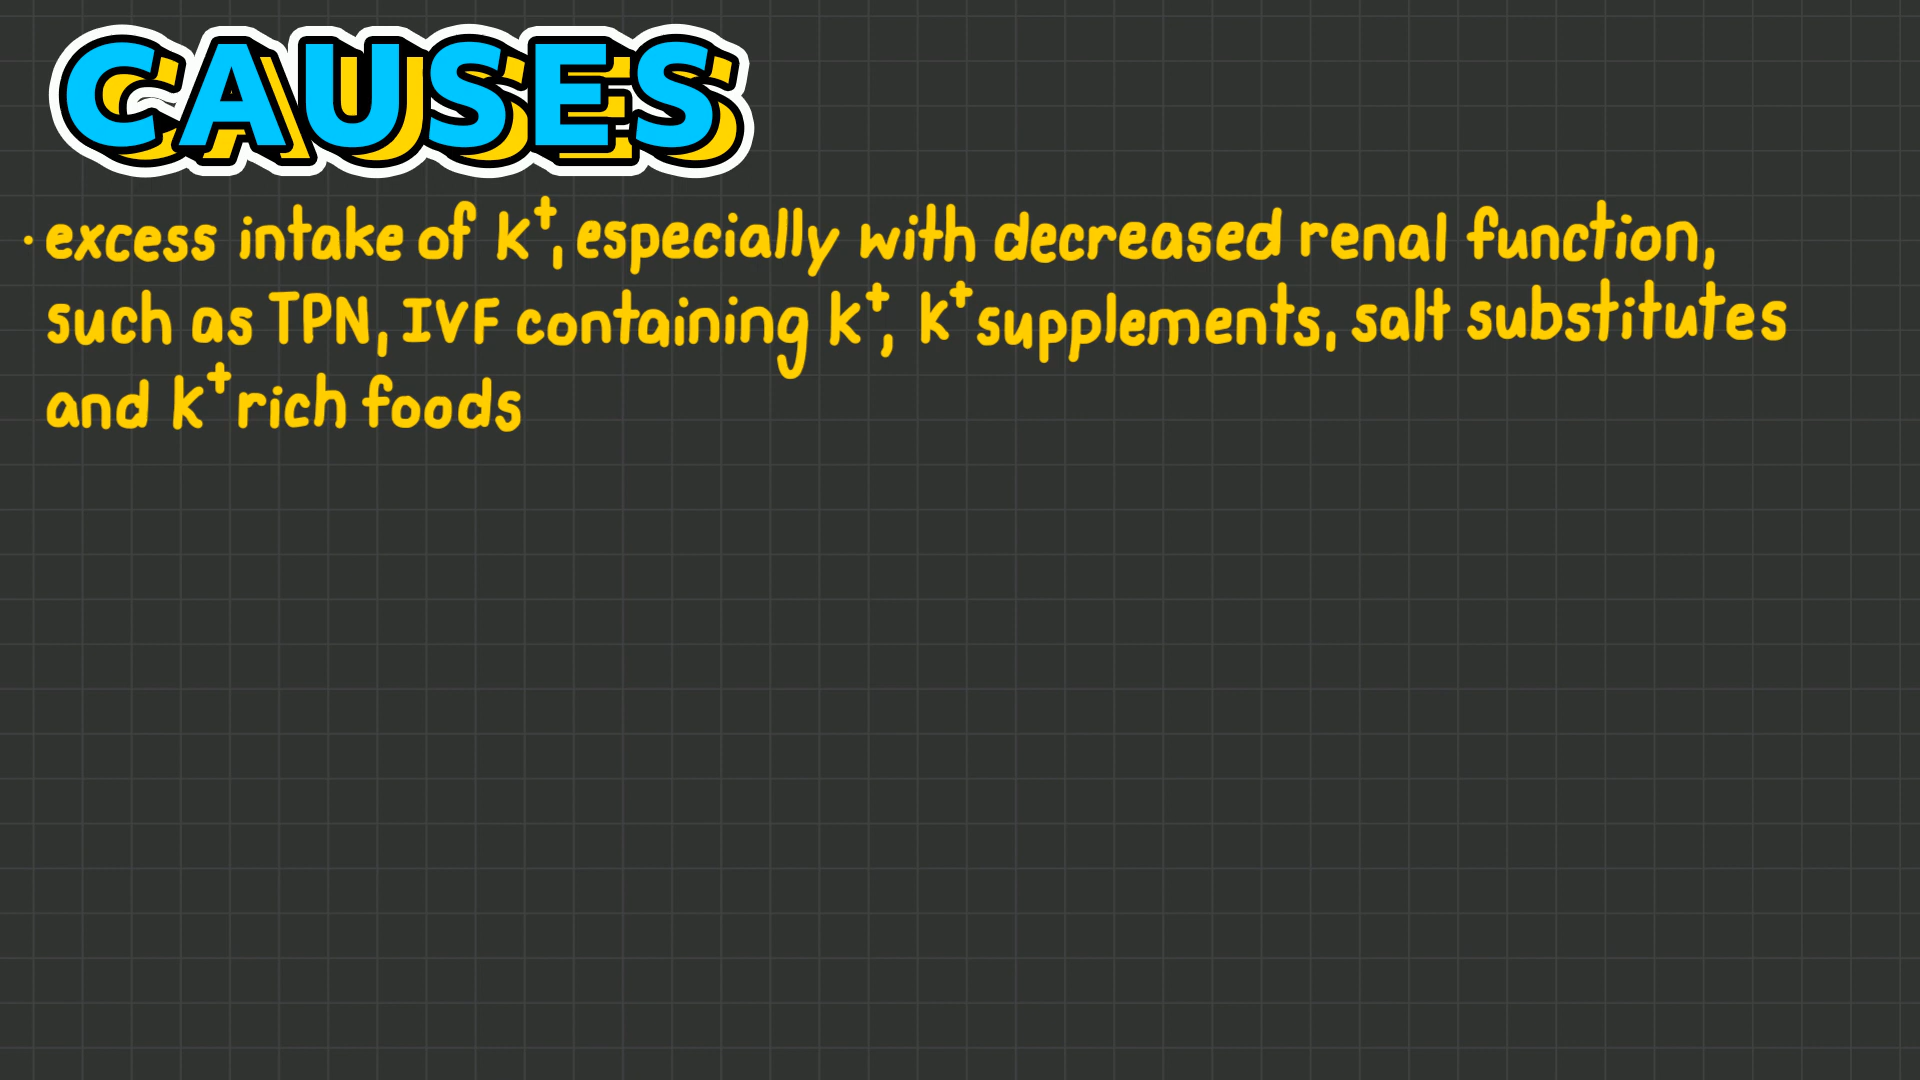 CAUSES
· excess intake of K⁺, especially with decreased renal function,
such as TPN, IVF containing K⁺, K⁺ supplements, salt substitutes
and K⁺ rich foods